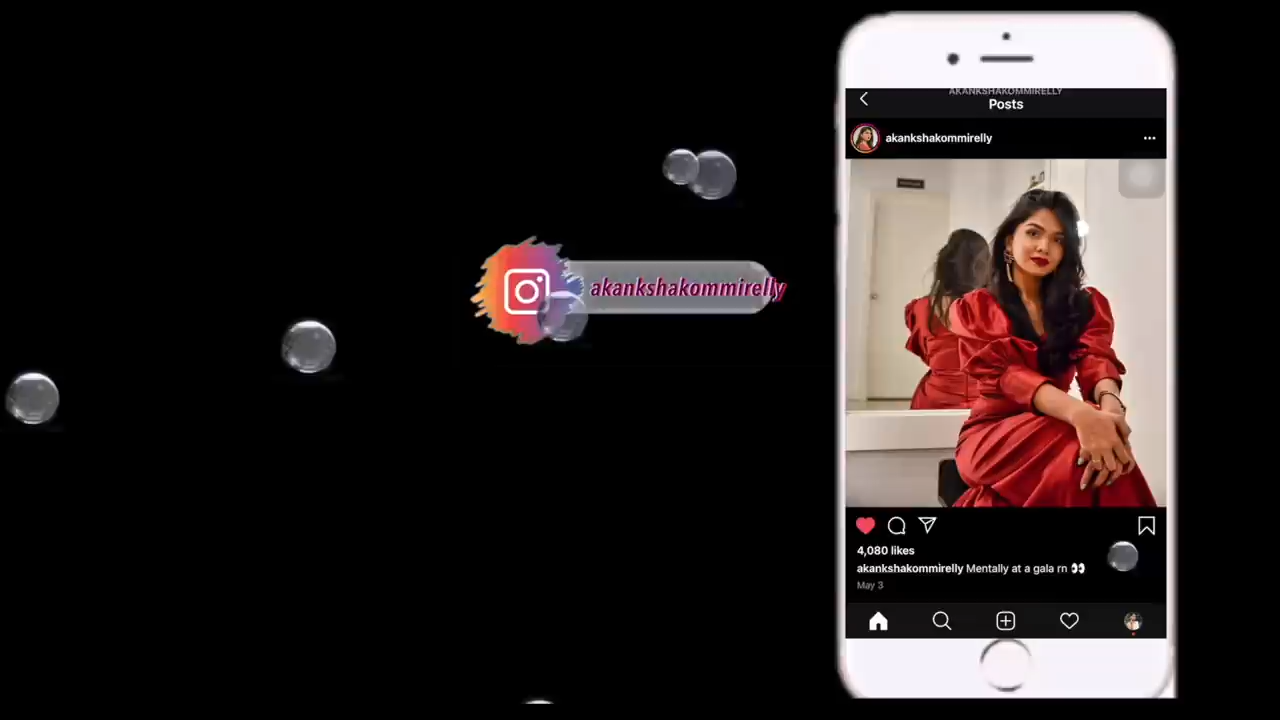 akankshakommirelly
AKANKSHAKOMMIRELLY
Posts
akankshakommirelly
4,080 likes
akankshakommirelly Mentally at a gala rn 👀
May 3